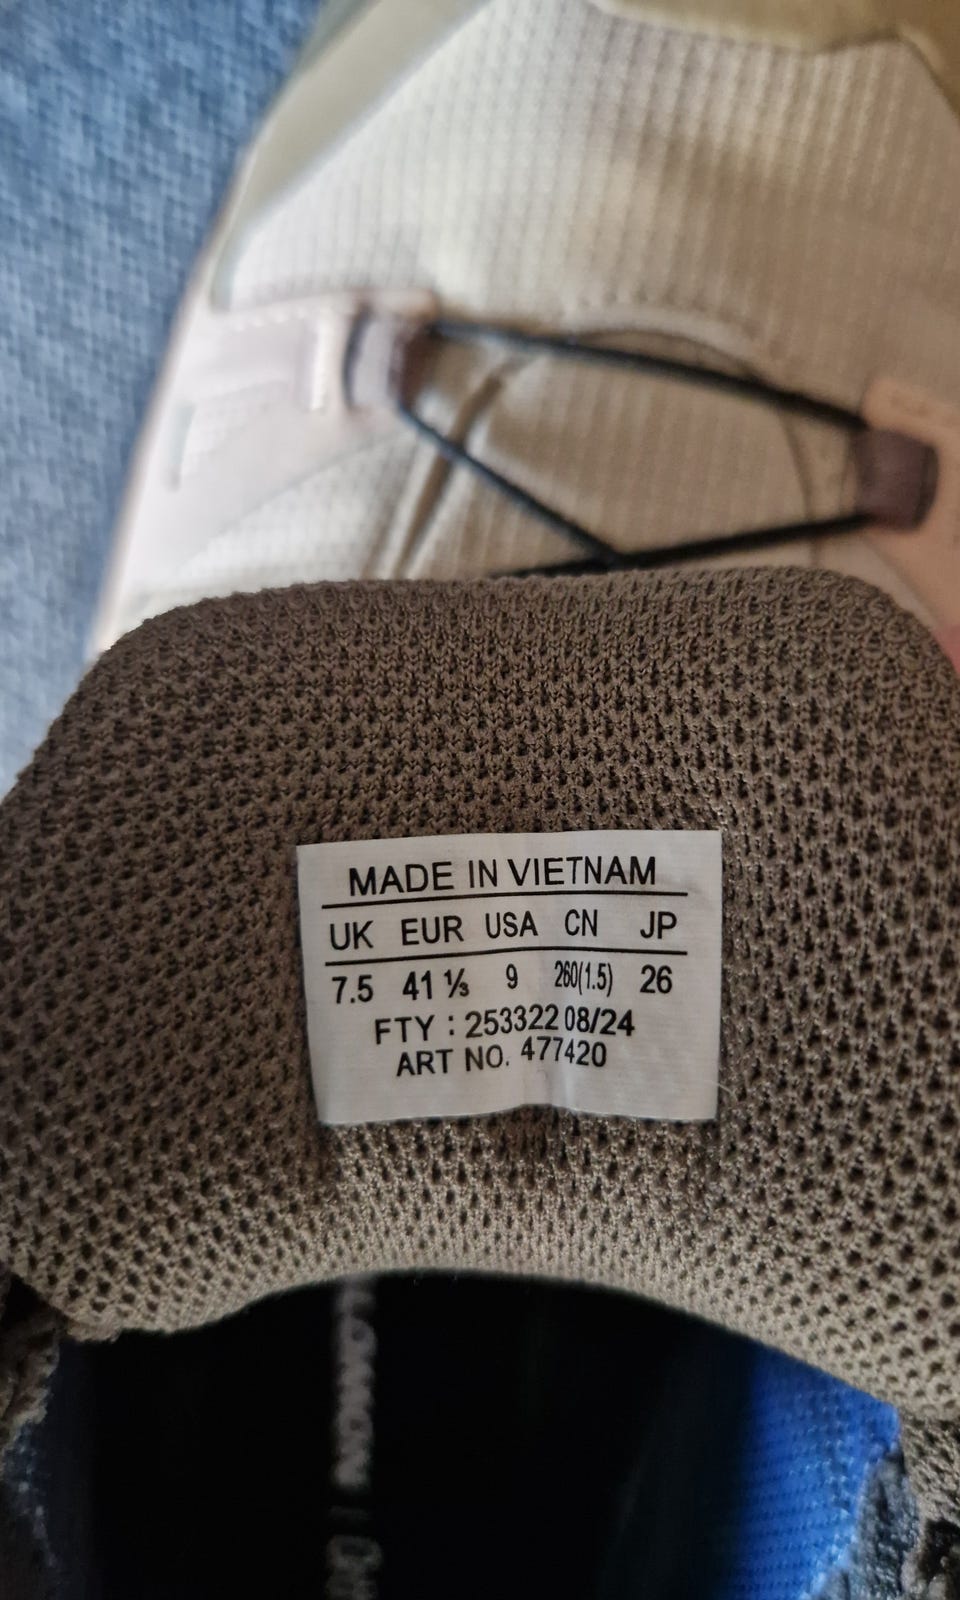 MADE IN VIETNAM
UK EUR USA CN JP
7.5 41 ⅓ 9 260(1.5) 26
FTY : 253322 08/24
ART NO. 477420
SALOMON |